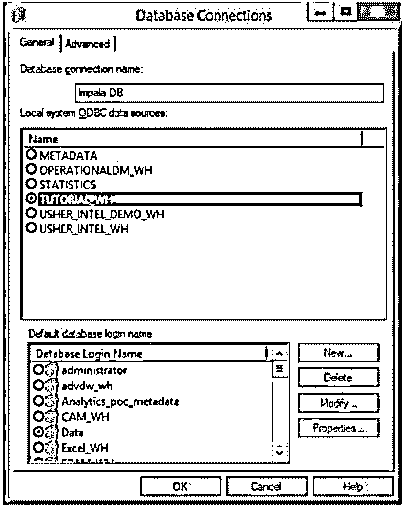 Database Connections
General Advanced
Database connection name:
Impala DB
Local system ODBC data sources:
Name
METADATA
OPERATIONALDM_WH
STATISTICS
TUTORIAL_WH
USHER_INTEL_DEMO_WH
USHER_INTEL_WH
Default database login name
Database Login Name
administrator
advdw_wh
Analytics_poc_metadata
CAM_WH
Data
Excel_WH
New...
Delete
Modify...
Properties...
OK Cancel Help